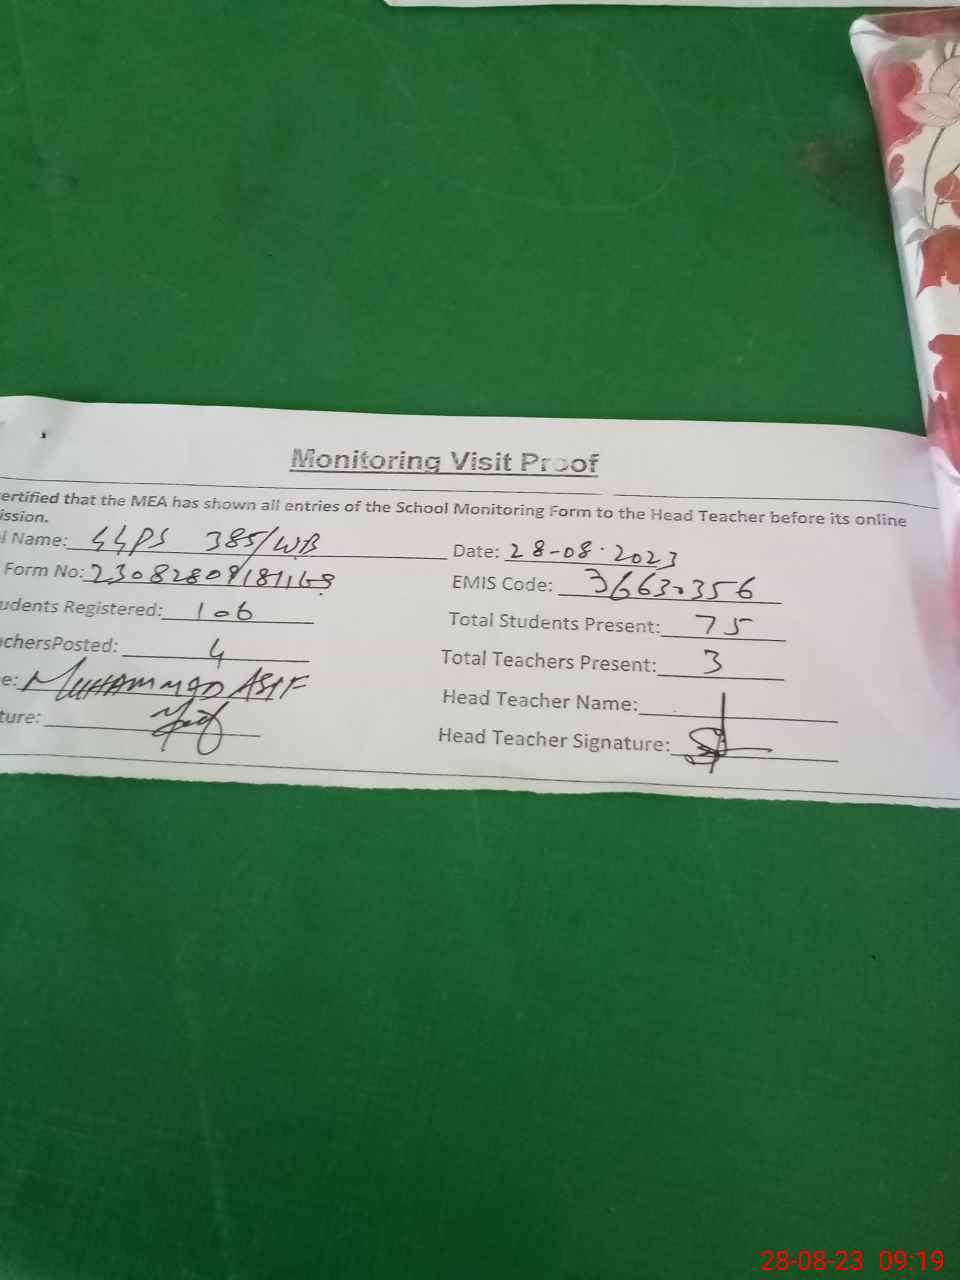 Monitoring Visit Proof
ertified that the MEA has shown all entries of the School Monitoring Form to the Head Teacher before its online
ission.
l Name: GGPS 385/WB Date: 28-08-2023
Form No: EMIS Code: 36630356
udents Registered: 106 Total Students Present: 75
chersPosted: 4 Total Teachers Present: 3
e: MUHAMMAD ASIF Head Teacher Name:
ture: Head Teacher Signature:
28-08-23 09:19